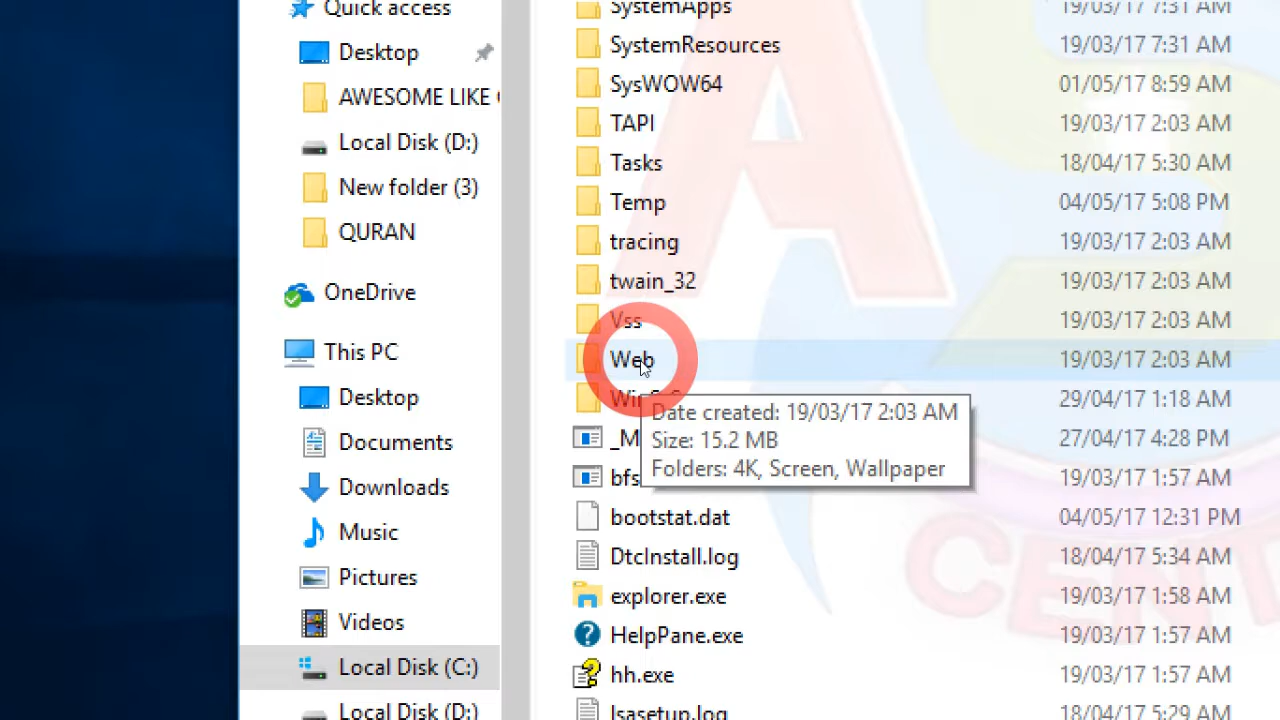 Quick access
Desktop
AWESOME LIKE
Local Disk (D:)
New folder (3)
QURAN
OneDrive
This PC
Desktop
Documents
Downloads
Music
Pictures
Videos
Local Disk (C:)
Local Disk (D:)
SystemApps 19/03/17 7:31 AM
SystemResources 19/03/17 7:31 AM
SysWOW64 01/05/17 8:59 AM
TAPI 19/03/17 2:03 AM
Tasks 18/04/17 5:30 AM
Temp 04/05/17 5:08 PM
tracing 19/03/17 2:03 AM
twain_32 19/03/17 2:03 AM
Vss 19/03/17 2:03 AM
Web 19/03/17 2:03 AM
29/04/17 1:18 AM
Date created: 19/03/17 2:03 AM
Size: 15.2 MB
Folders: 4K, Screen, Wallpaper
_M 27/04/17 4:28 PM
bfs 19/03/17 1:57 AM
bootstat.dat 04/05/17 12:31 PM
DtcInstall.log 18/04/17 5:34 AM
explorer.exe 19/03/17 1:58 AM
HelpPane.exe 19/03/17 1:57 AM
hh.exe 19/03/17 1:57 AM
lsasetup.log 18/04/17 5:29 AM
AS
CENT